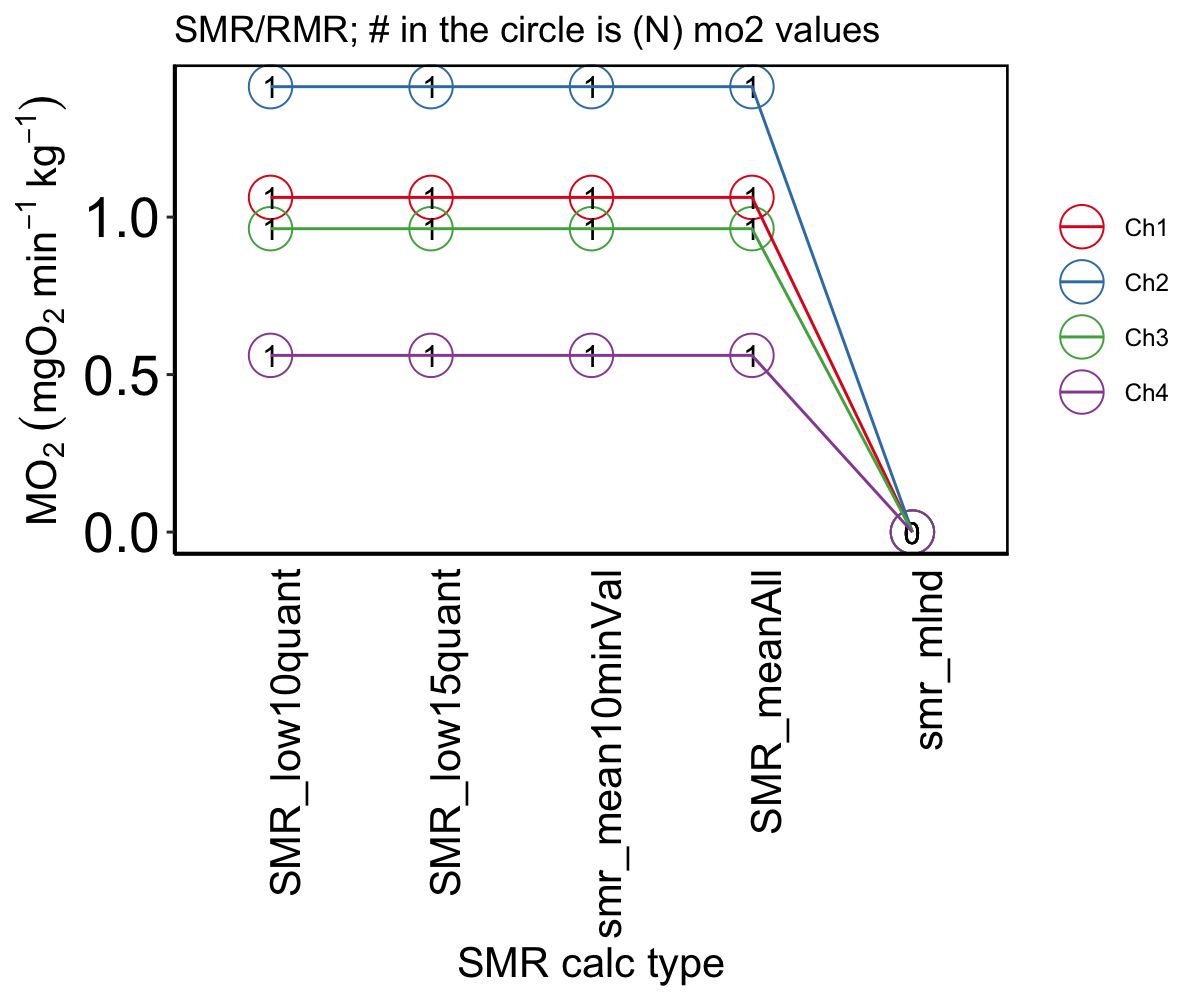 SMR/RMR; # in the circle is (N) mo2 values
MO₂ (mgO₂ min⁻¹ kg⁻¹)
1.0
0.5
0.0
1 1 1 1
1 1 1 1
1 1 1 1
1 1 1 1
0
SMR_low10quant
SMR_low15quant
smr_mean10minVal
SMR_meanAll
smr_mlnd
SMR calc type
Ch1
Ch2
Ch3
Ch4